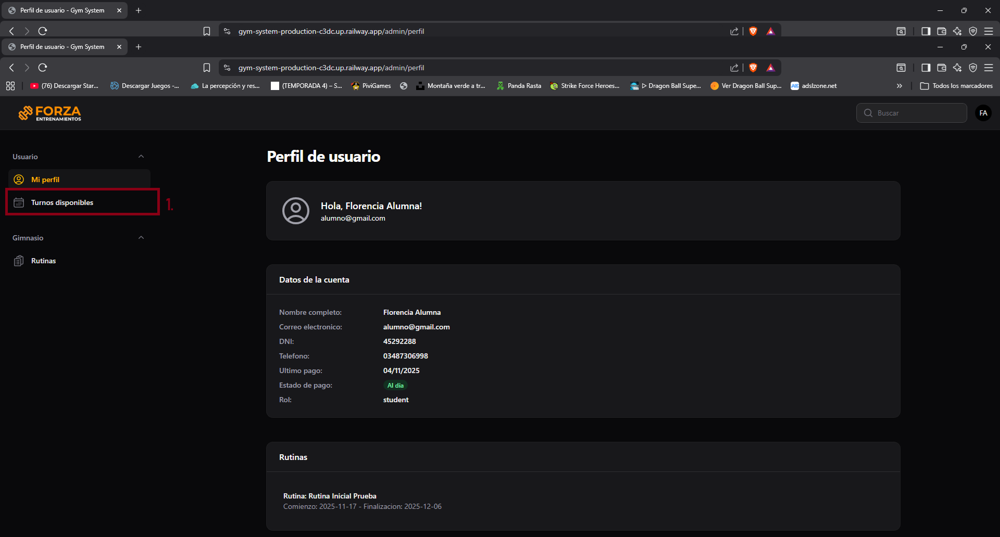 Perfil de usuario - Gym System
gym-system-production-c3dc.up.railway.app/admin/perfil
Perfil de usuario - Gym System
gym-system-production-c3dc.up.railway.app/admin/perfil
(76) Descargar Star...
Descargar Juegos -...
La percepción y res...
(TEMPORADA 4) – S...
PiviGames
Montaña verde a tr...
Panda Rasta
Strike Force Heroes...
ᐅ Dragon Ball Supe...
Ver Dragon Ball Sup...
adslzone.net
Todos los marcadores
FORZA
ENTRENAMIENTOS
Buscar
FA
Usuario
Mi perfil
Turnos disponibles
1.
Gimnasio
Rutinas
Perfil de usuario
Hola, Florencia Alumna!
alumno@gmail.com
Datos de la cuenta
Nombre completo: Florencia Alumna
Correo electronico: alumno@gmail.com
DNI: 45292288
Telefono: 03487306998
Ultimo pago: 04/11/2025
Estado de pago: Al dia
Rol: student
Rutinas
Rutina: Rutina Inicial Prueba
Comienzo: 2025-11-17 - Finalizacion: 2025-12-06